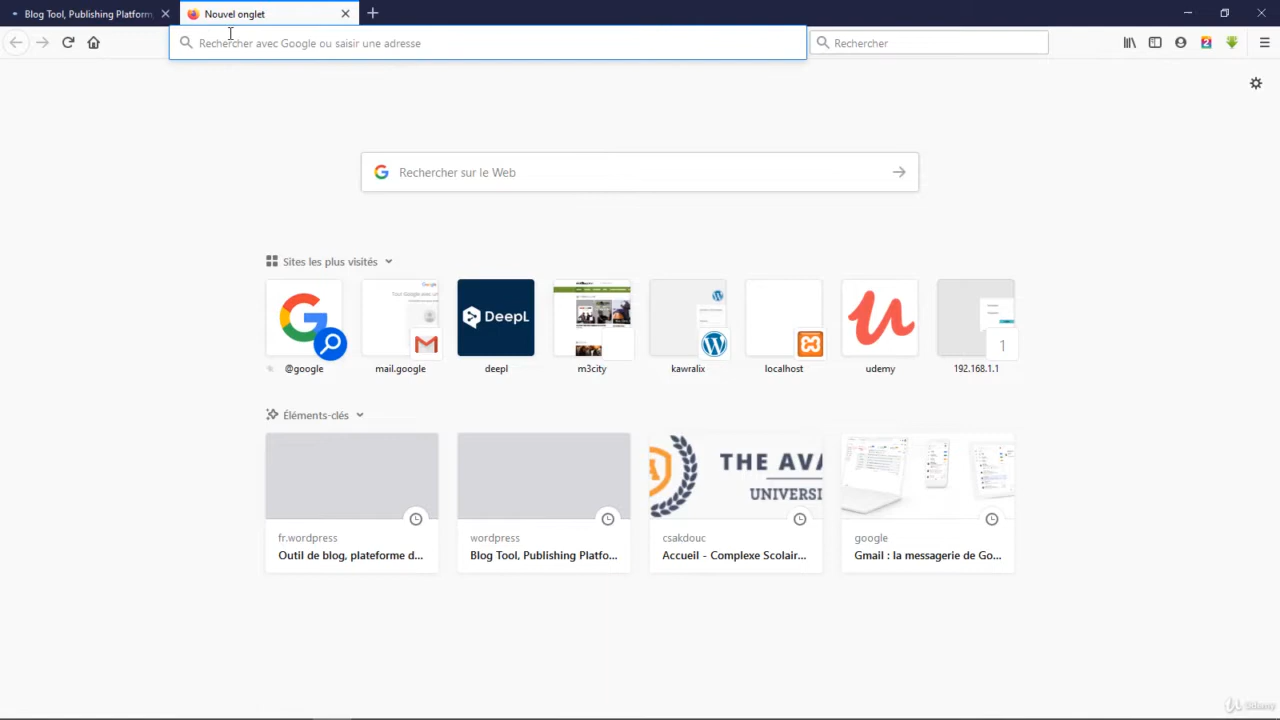 Blog Tool, Publishing Platform,
Nouvel onglet
Rechercher avec Google ou saisir une adresse
Rechercher
2
Rechercher sur le Web
Sites les plus visités
DeepL
1
@google
mail.google
deepl
m3city
kawralix
localhost
udemy
192.168.1.1
Éléments-clés
THE AVA
UNIVERSI
fr.wordpress
wordpress
csakdouc
google
Outil de blog, plateforme d...
Blog Tool, Publishing Platfo...
Accueil - Complexe Scolair...
Gmail : la messagerie de Go...
Udemy